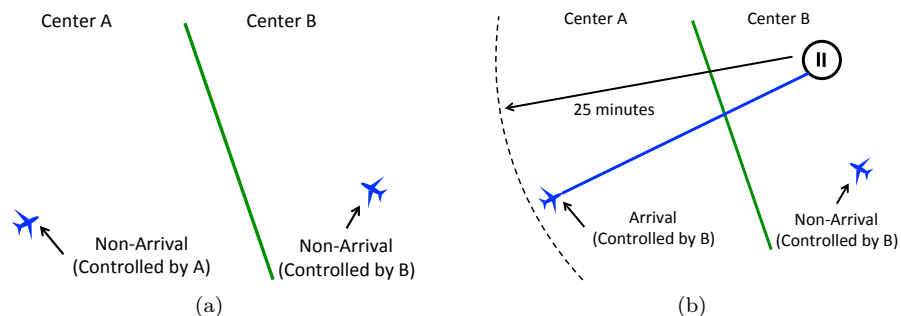 Center A
Center B
Non-Arrival
(Controlled by A)
Non-Arrival
(Controlled by B)
(a)
Center A
Center B
25 minutes
Arrival
(Controlled by B)
Non-Arrival
(Controlled by B)
(b)